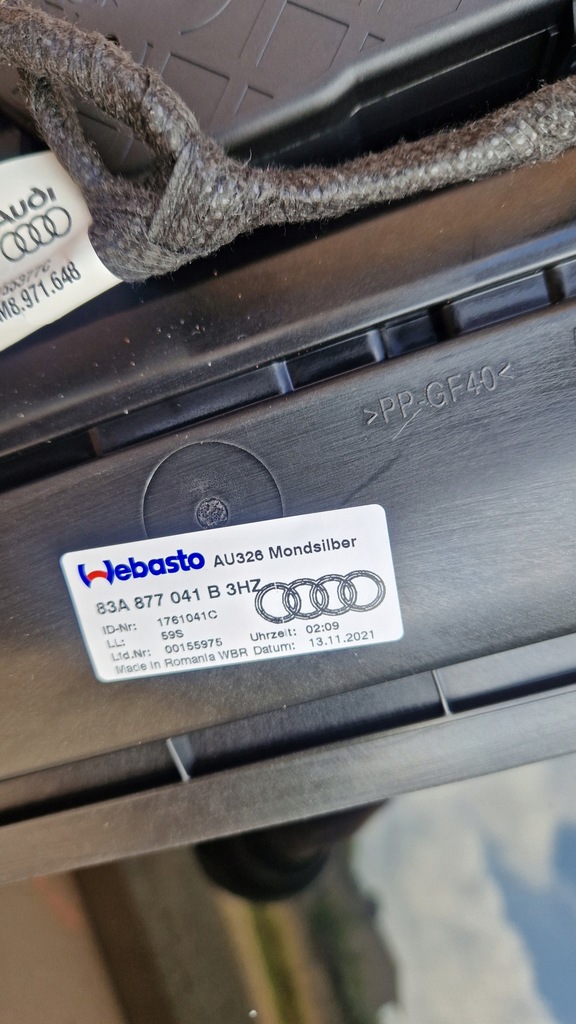 Audi
M8.971.648
>PP-GF40<
Webasto AU326 Mondsilber
83A 877 041 B 3HZ
ID-Nr: 1761041C
LL: 59S
Lfd.Nr: 00155975 Uhrzeit: 02:09
Made in Romania WBR Datum: 13.11.2021